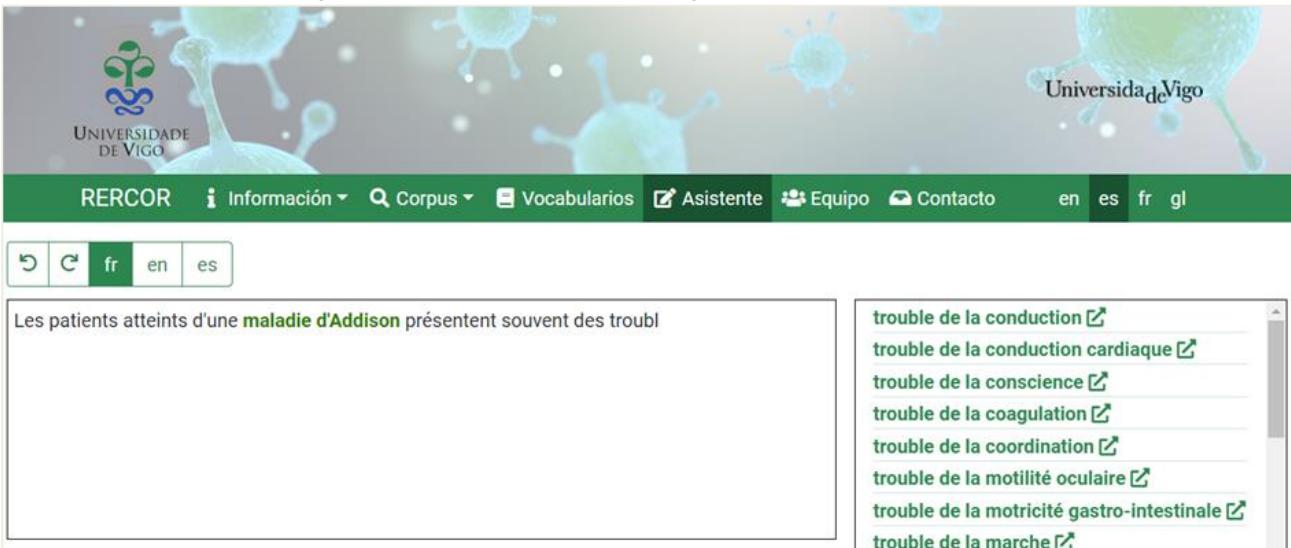 UNIVERSIDADE
DE VIGO
UniversidadeVigo
RERCOR Información Corpus Vocabularios Asistente Equipo Contacto en es fr gl
fr en es
Les patients atteints d'une maladie d'Addison présentent souvent des troubl
trouble de la conduction
trouble de la conduction cardiaque
trouble de la conscience
trouble de la coagulation
trouble de la coordination
trouble de la motilité oculaire
trouble de la motricité gastro-intestinale
trouble de la marche